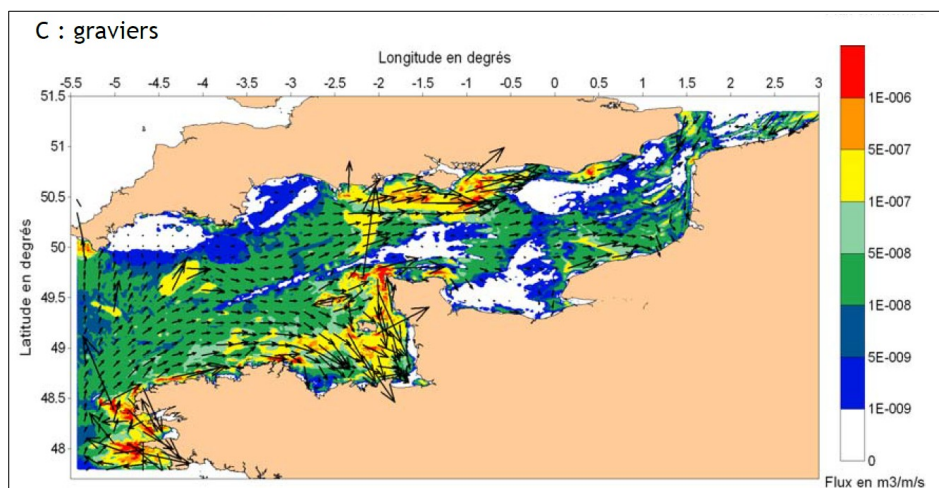 C : graviers
Longitude en degrés
-5.5 -5 -4.5 -4 -3.5 -3 -2.5 -2 -1.5 -1 -0.5 0 0.5 1 1.5 2 2.5 3
51.5
51
50.5
50
49.5
49
48.5
48
Latitude en degrés
1E-006
5E-007
1E-007
5E-008
1E-008
5E-009
1E-009
0
Flux en m3/m/s